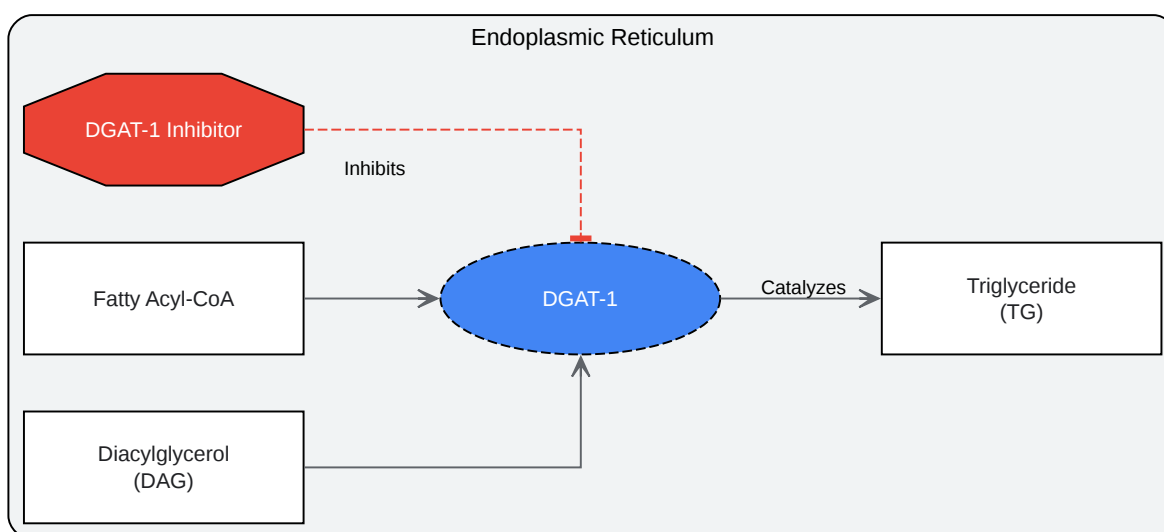 Endoplasmic Reticulum
DGAT-1 Inhibitor
Inhibits
Fatty Acyl-CoA
DGAT-1
Catalyzes
Triglyceride
(TG)
Diacylglycerol
(DAG)